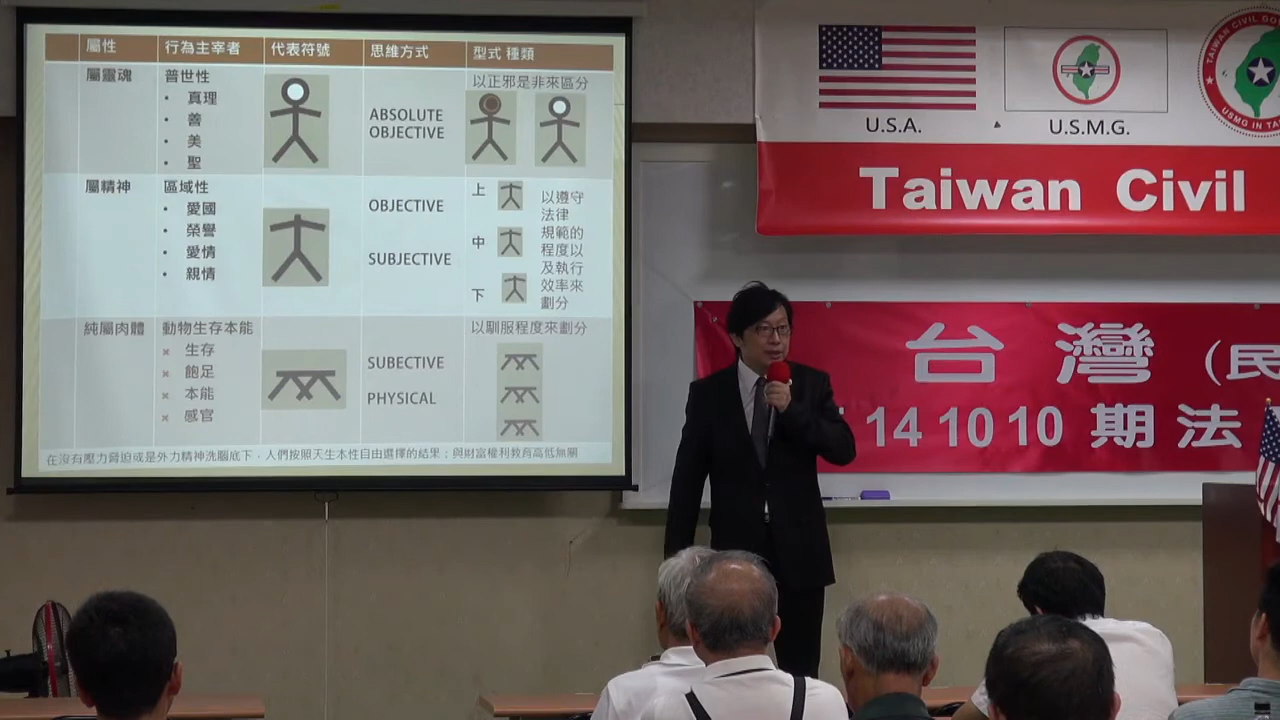 屬性 行為主宰者 代表符號 思維方式 型式 種類
屬靈魂 普世性 以正邪是非來區分
• 真理
• 善
• 美
• 聖
ABSOLUTE
OBJECTIVE
屬精神 區域性
• 愛國
• 榮譽
• 愛情
• 親情
OBJECTIVE
SUBJECTIVE
上
中
下
以遵守
法律
規範的
程度以
及執行
效率來
劃分
純屬肉體 動物生存本能 以馴服程度來劃分
× 生存
× 飽足
× 本能
× 感官
SUBECTIVE
PHYSICAL
在沒有壓力脅迫或是外力精神洗腦底下，人們按照天生本性自由選擇的結果；與財富權利教育高低無關
U.S.A.
U.S.M.G.
TAIWAN CIVIL GO
USMG IN TA
Taiwan Civil
台灣（民
14 10 10 期 法